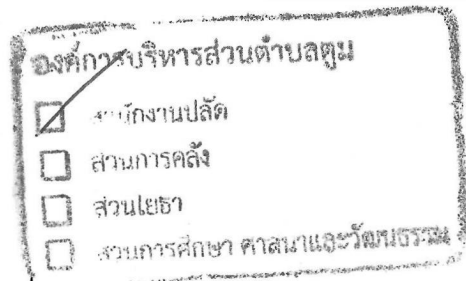 องค์การบริหารส่วนตำบลตูม
สำนักงานปลัด
ส่วนการคลัง
ส่วนโยธา
ส่วนการศึกษา ศาสนาและวัฒนธรรม